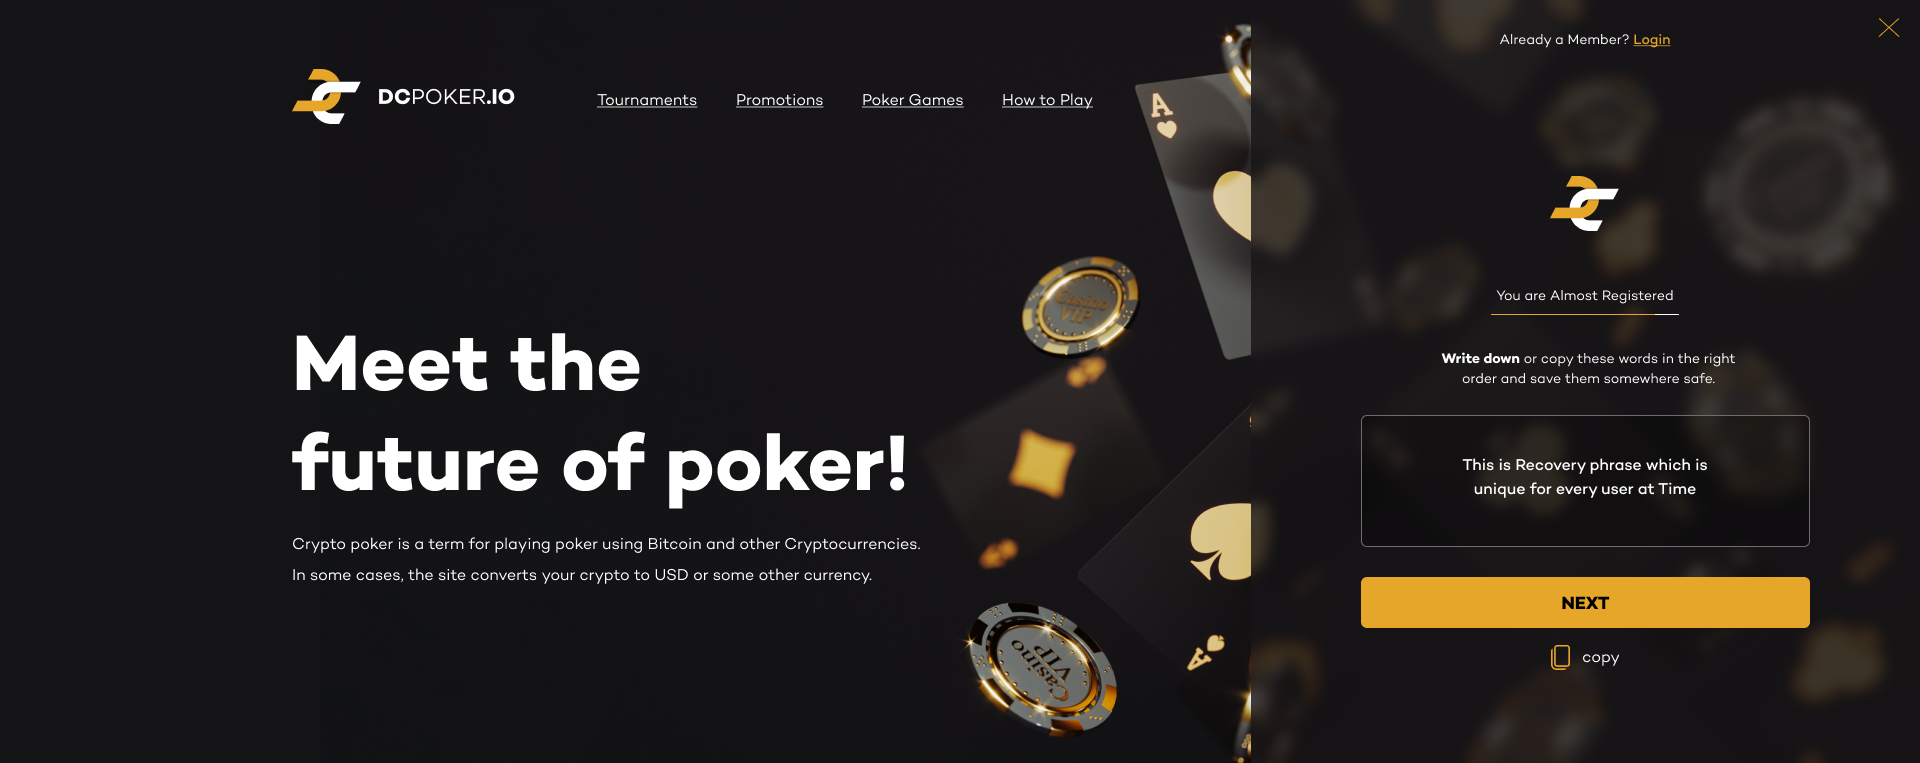 DCPOKER.IO
Tournaments
Promotions
Poker Games
How to Play
Meet the
future of poker!
Crypto poker is a term for playing poker using Bitcoin and other Cryptocurrencies.
In some cases, the site converts your crypto to USD or some other currency.
A
Casino
VIP
Casino
VIP
A
Already a Member? Login
You are Almost Registered
Write down or copy these words in the right
order and save them somewhere safe.
This is Recovery phrase which is
unique for every user at Time
NEXT
copy